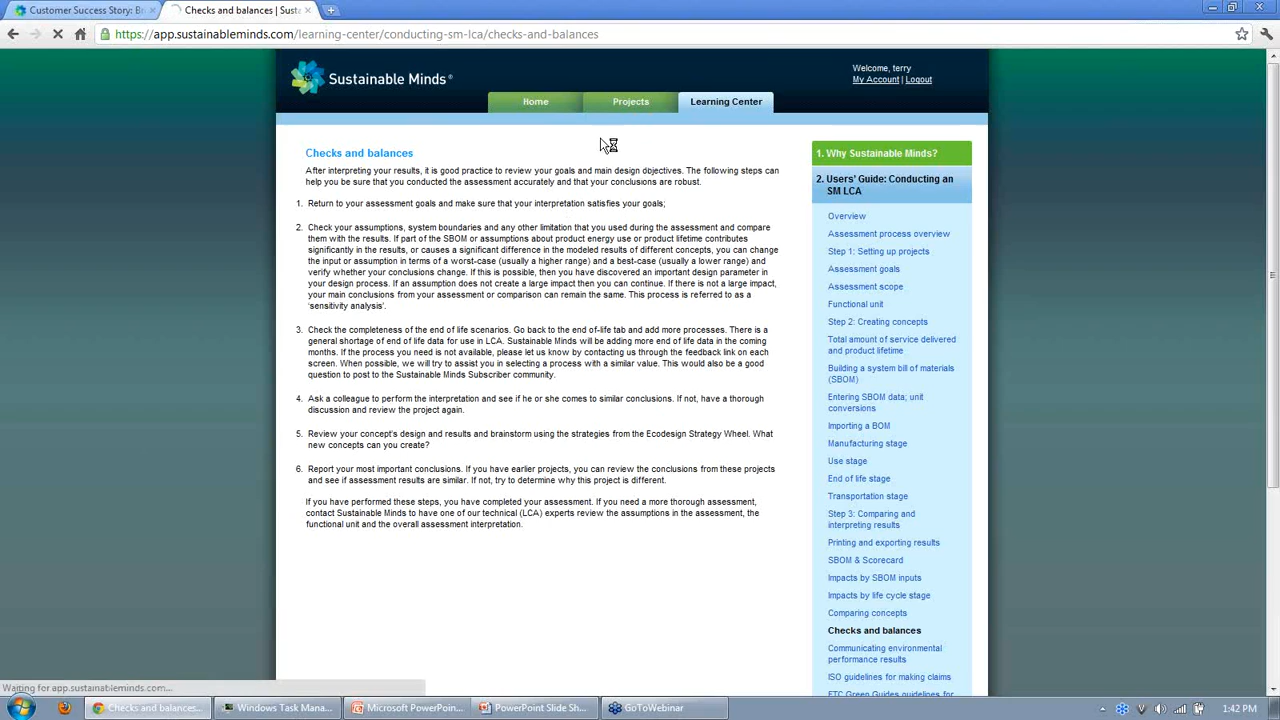 Customer Success Story: B
Checks and balances | Susta
https://app.sustainableminds.com/learning-center/conducting-sm-lca/checks-and-balances
Sustainable Minds®
Welcome, terry
My Account | Logout
Home
Projects
Learning Center
Checks and balances
After interpreting your results, it is good practice to review your goals and main design objectives. The following steps can
help you be sure that you conducted the assessment accurately and that your conclusions are robust.
1. Return to your assessment goals and make sure that your interpretation satisfies your goals;
2. Check your assumptions, system boundaries and any other limitation that you used during the assessment and compare
them with the results. If part of the SBOM or assumptions about product energy use or product lifetime contributes
significantly in the results, or causes a significant difference in the modeled results of different concepts, you can change
the input or assumption in terms of a worst-case (usually a higher range) and a best-case (usually a lower range) and
verify whether your conclusions change. If this is possible, then you have discovered an important design parameter in
your design process. If an assumption does not create a large impact then you can continue. If there is not a large impact,
your main conclusions from your assessment or comparison can remain the same. This process is referred to as a
'sensitivity analysis'.
3. Check the completeness of the end of life scenarios. Go back to the end of-life tab and add more processes. There is a
general shortage of end of life data for use in LCA. Sustainable Minds will be adding more end of life data in the coming
months. If the process you need is not available, please let us know by contacting us through the feedback link on each
screen. When possible, we will try to assist you in selecting a process with a similar value. This would also be a good
question to post to the Sustainable Minds Subscriber community.
4. Ask a colleague to perform the interpretation and see if he or she comes to similar conclusions. If not, have a thorough
discussion and review the project again.
5. Review your concept's design and results and brainstorm using the strategies from the Ecodesign Strategy Wheel. What
new concepts can you create?
6. Report your most important conclusions. If you have earlier projects, you can review the conclusions from these projects
and see if assessment results are similar. If not, try to determine why this project is different.
If you have performed these steps, you have completed your assessment. If you need a more thorough assessment,
contact Sustainable Minds to have one of our technical (LCA) experts review the assumptions in the assessment, the
functional unit and the overall assessment interpretation.
1. Why Sustainable Minds?
2. Users' Guide: Conducting an
SM LCA
Overview
Assessment process overview
Step 1: Setting up projects
Assessment goals
Assessment scope
Functional unit
Step 2: Creating concepts
Total amount of service delivered
and product lifetime
Building a system bill of materials
(SBOM)
Entering SBOM data; unit
conversions
Importing a BOM
Manufacturing stage
Use stage
End of life stage
Transportation stage
Step 3: Comparing and
interpreting results
Printing and exporting results
SBOM & Scorecard
Impacts by SBOM inputs
Impacts by life cycle stage
Comparing concepts
Checks and balances
Communicating environmental
performance results
ISO guidelines for making claims
FTC Green Guides guidelines for
Waiting for app.sustainableminds.com...
Checks and balances...
Windows Task Mana...
Microsoft PowerPoin...
PowerPoint Slide Sh...
GoToWebinar
1:42 PM